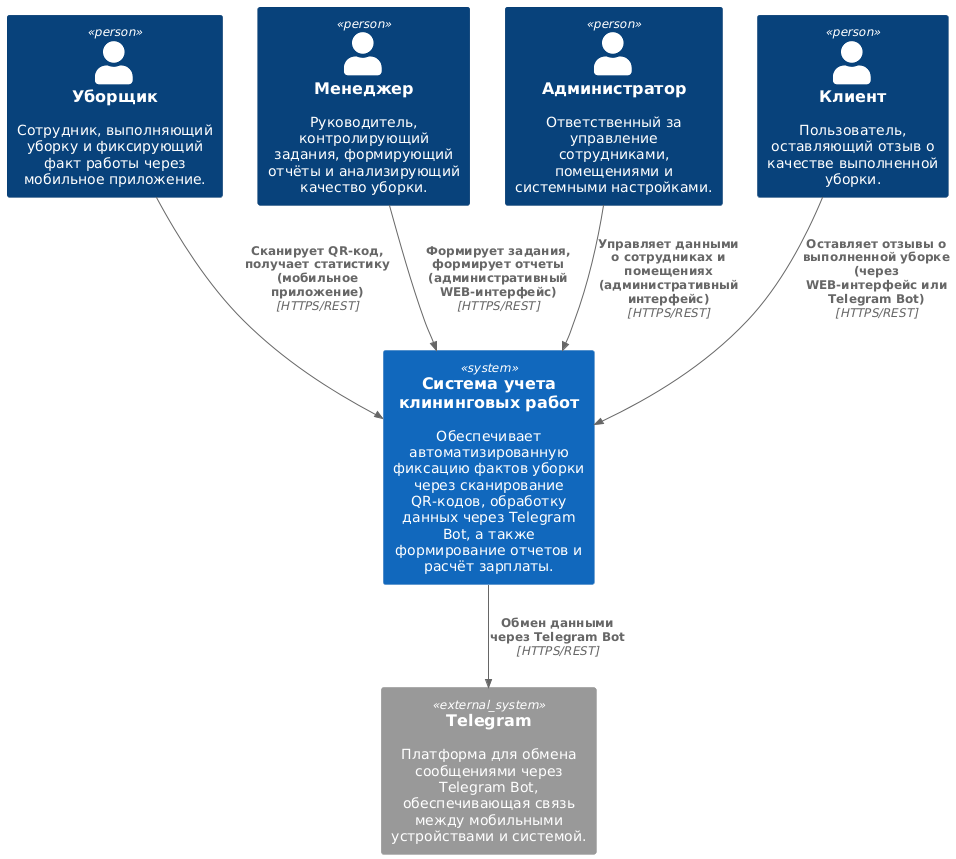 «person»
Уборщик
Сотрудник, выполняющий
уборку и фиксирующий
факт работы через
мобильное приложение.
«person»
Менеджер
Руководитель,
контролирующий
задания, формирующий
отчёты и анализирующий
качество уборки.
«person»
Администратор
Ответственный за
управление
сотрудниками,
помещениями и
системными настройками.
«person»
Клиент
Пользователь,
оставляющий отзыв о
качестве выполненной
уборки.
Сканирует QR-код,
получает статистику
(мобильное
приложение)
[HTTPS/REST]
Формирует задания,
формирует отчеты
(административный
WEB-интерфейс)
[HTTPS/REST]
Управляет данными
о сотрудниках и
помещениях
(административный
интерфейс)
[HTTPS/REST]
Оставляет отзывы о
выполненной уборке
(через
WEB-интерфейс или
Telegram Bot)
[HTTPS/REST]
«system»
Система учета
клининговых работ
Обеспечивает
автоматизированную
фиксацию фактов уборки
через сканирование
QR-кодов, обработку
данных через Telegram
Bot, а также
формирование отчетов и
расчёт зарплаты.
Обмен данными
через Telegram Bot
[HTTPS/REST]
«external_system»
Telegram
Платформа для обмена
сообщениями через
Telegram Bot,
обеспечивающая связь
между мобильными
устройствами и системой.